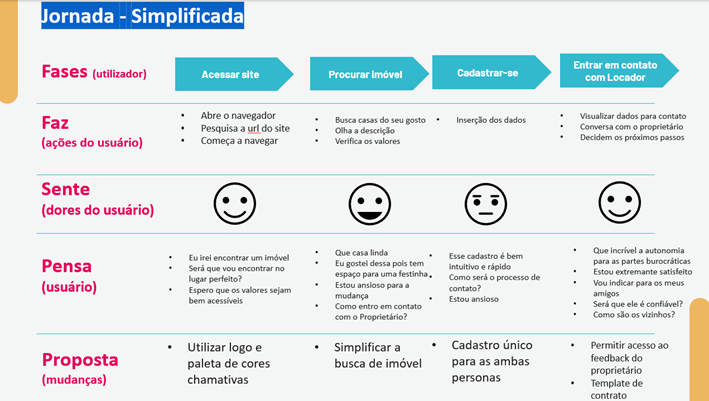 Jornada - Simplificada
Fases (utilizador)
Acessar site
Procurar imóvel
Cadastrar-se
Entrar em contato
com Locador
Faz
(ações do usuário)
• Abre o navegador
• Pesquisa a url do site
• Começa a navegar
• Busca casas do seu gosto
• Olha a descrição
• Verifica os valores
• Inserção dos dados
• Visualizar dados para contato
• Conversa com o proprietário
• Decidem os próximos passos
Sente
(dores do usuário)
Pensa
(usuário)
• Eu irei encontrar um imóvel
• Será que vou encontrar no
lugar perfeito?
• Espero que os valores sejam
bem acessíveis
• Que casa linda
• Eu gostei dessa pois tem
espaço para uma festinha
• Estou ansioso para a
mudança
• Como entro em contato
com o Proprietário?
• Esse cadastro é bem
intuitivo e rápido
• Como será o processo de
contato?
• Estou ansioso
• Que incrível a autonomia
para as partes burocráticas
• Estou extremante satisfeito
• Vou indicar para os meus
amigos
• Será que ele é confiável?
• Como são os vizinhos?
Proposta
(mudanças)
• Utilizar logo e
paleta de cores
chamativas
• Simplificar a
busca de imóvel
• Cadastro único
para as ambas
personas
• Permitir acesso ao
feedback do
proprietário
• Template de
contrato